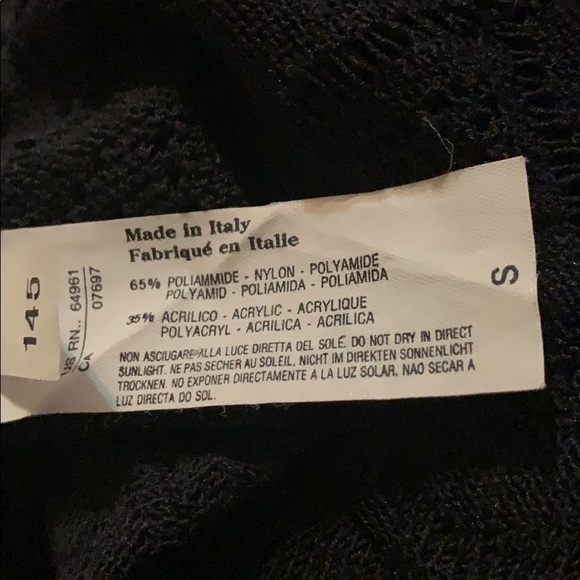 Made in Italy
Fabriqué en Italie
65% POLIAMMIDE - NYLON - POLYAMIDE
POLYAMID - POLIAMIDA - POLIAMIDA
35% ACRILICO - ACRYLIC - ACRYLIQUE
POLYACRYL - ACRILICA - ACRILICA
NON ASCIUGARE ALLA LUCE DIRETTA DEL SOLE. DO NOT DRY IN DIRECT
SUNLIGHT. NE PAS SECHER AU SOLEIL, NICHT IM DIREKTEN SONNENLICHT
TROCKNEN. NO EXPONER DIRECTAMENTE A LA LUZ SOLAR. NAO SECAR A
LUZ DIRECTA DO SOL.
145
US RN.. 64961
CA 07697
S